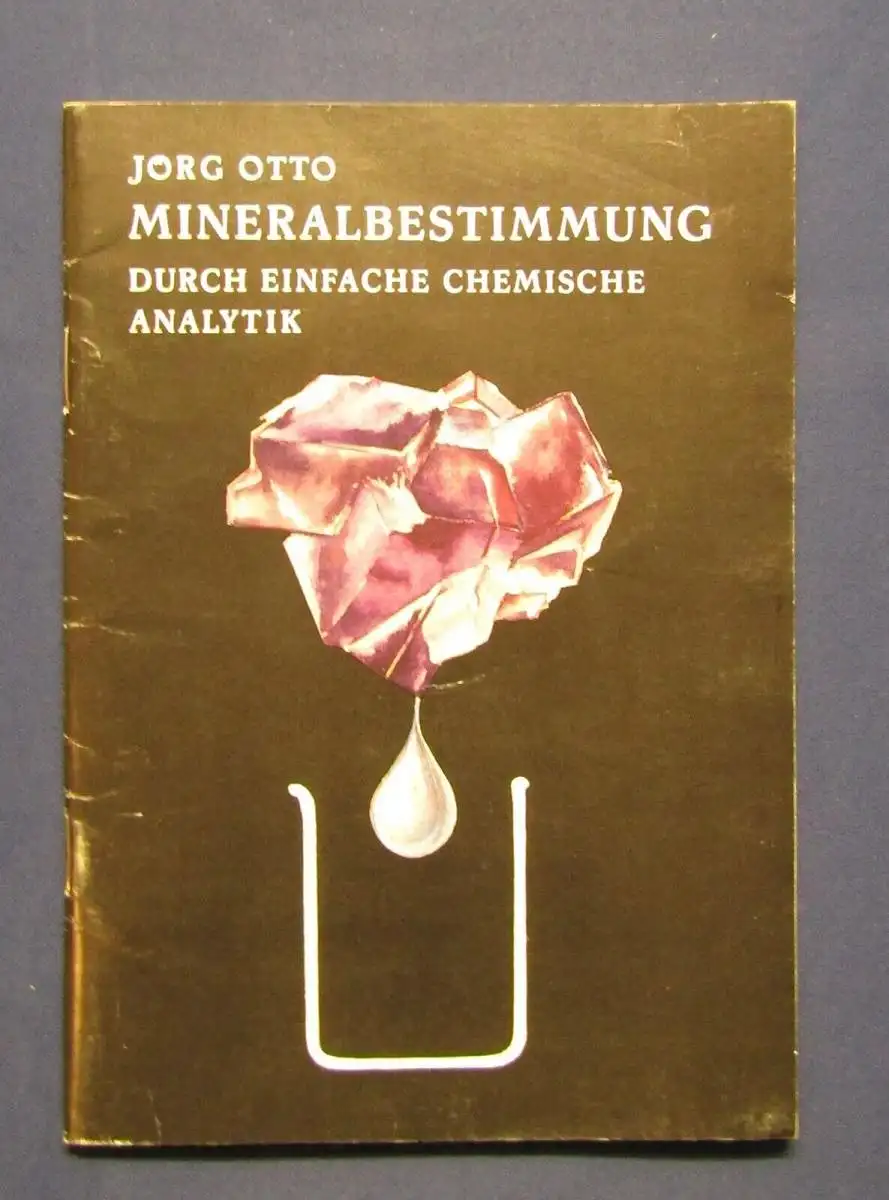 JÖRG OTTO
MINERALBESTIMMUNG
DURCH EINFACHE CHEMISCHE
ANALYTIK